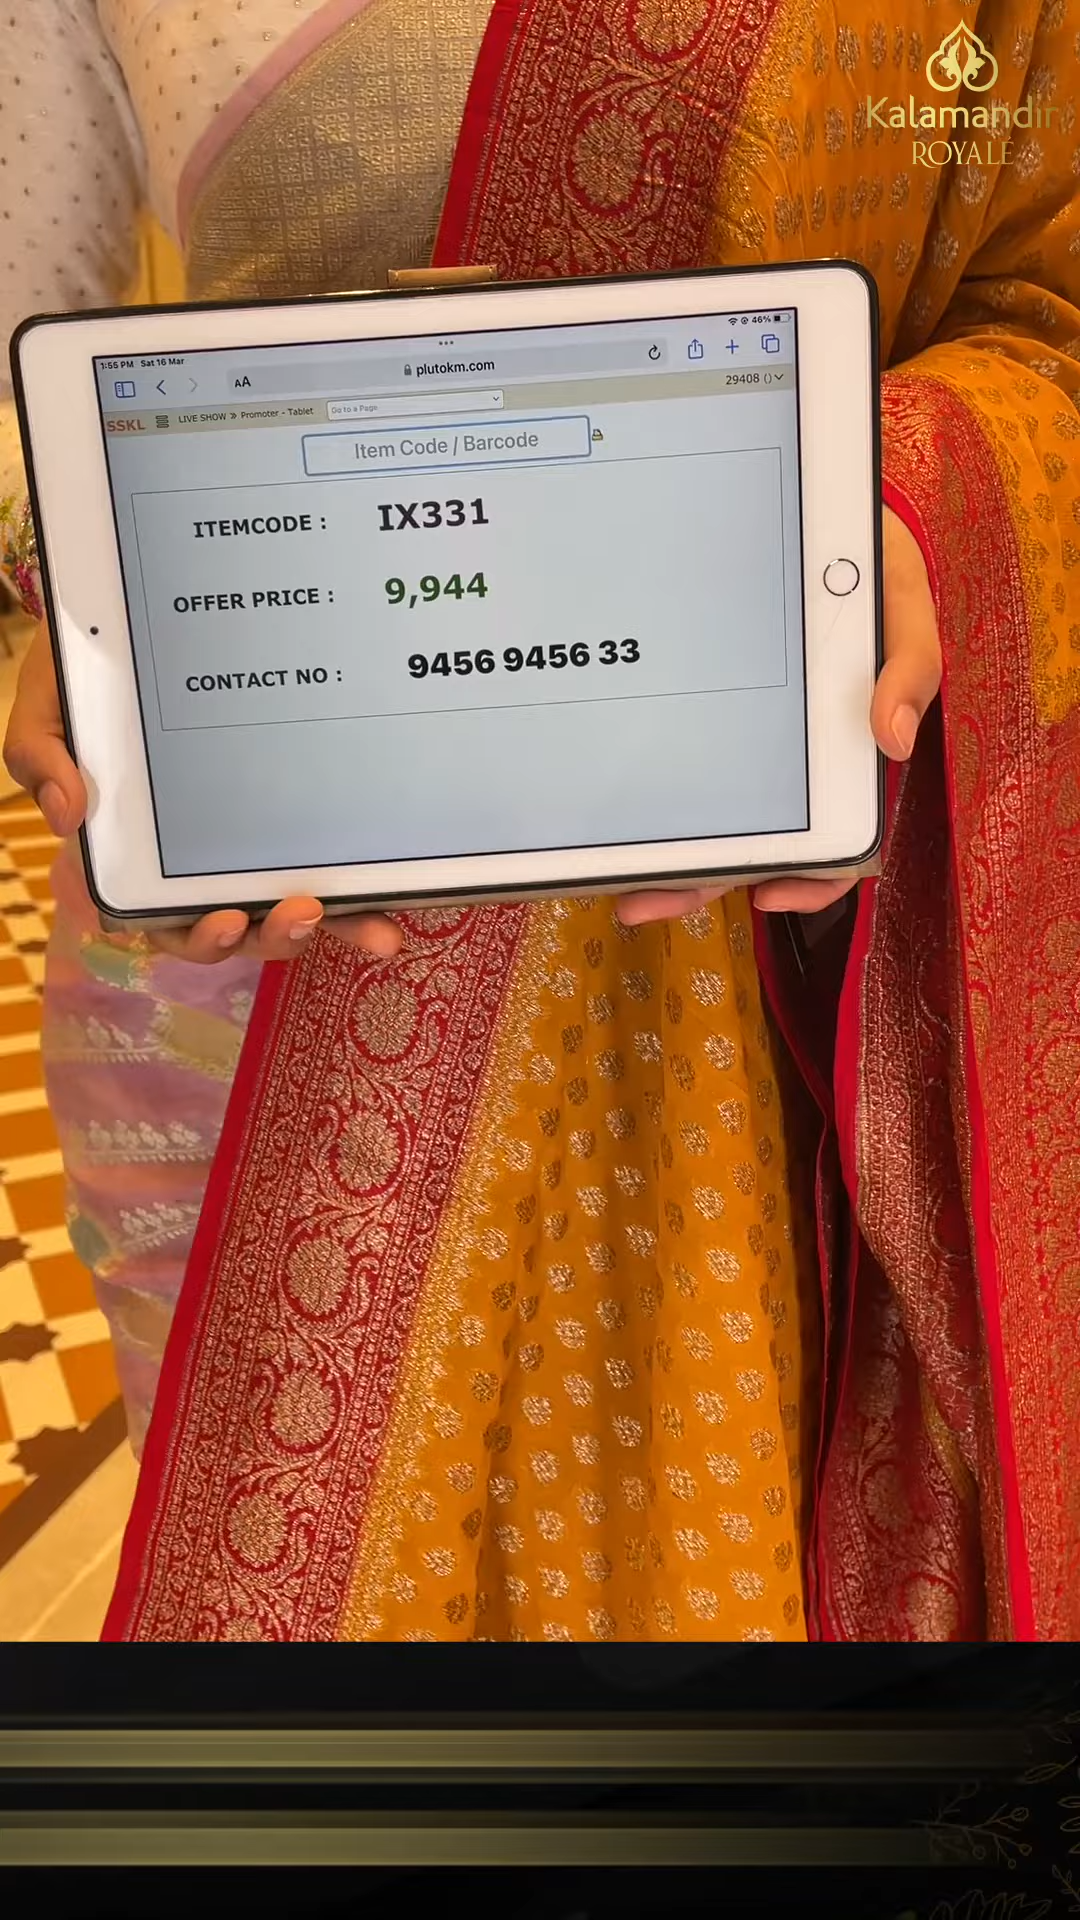 Kalamandir
ROYALE
1:55 PM Sat 16 Mar
46%
AA
plutokm.com
29408 ()
SSKL
LIVE SHOW » Promoter - Tablet
Go to a Page
Item Code / Barcode
ITEMCODE : IX331
OFFER PRICE : 9,944
CONTACT NO : 9456 9456 33